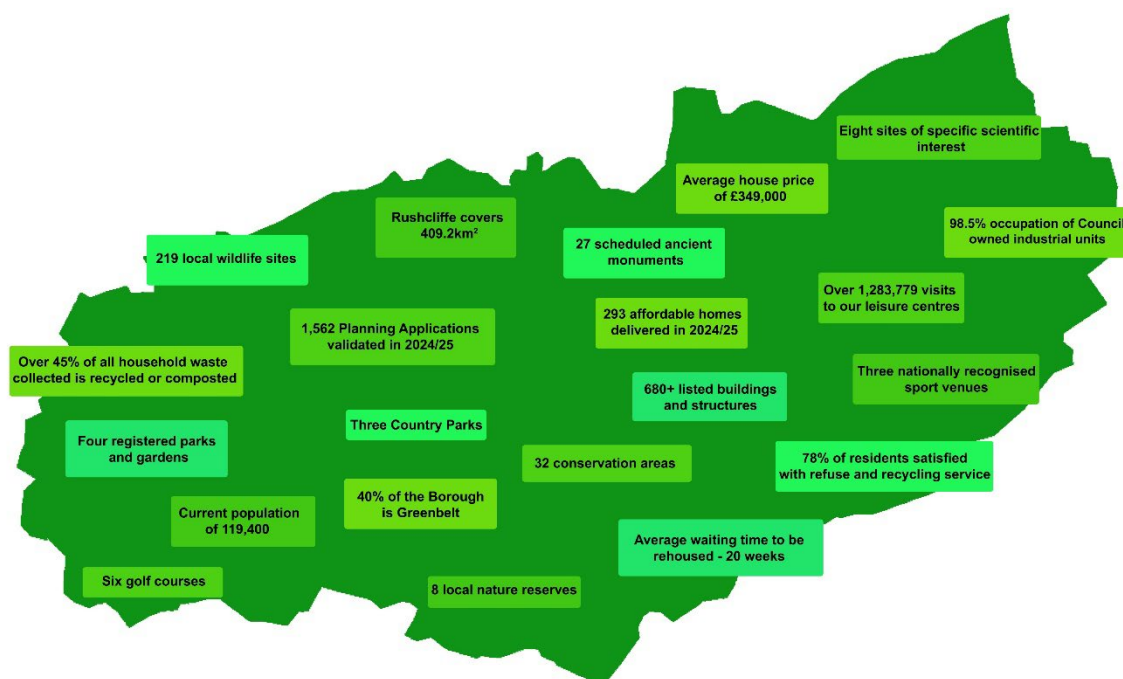 Eight sites of specific scientific
interest
Average house price
of £349,000
Rushcliffe covers
409.2km²
98.5% occupation of Council
owned industrial units
27 scheduled ancient
monuments
219 local wildlife sites
Over 1,283,779 visits
to our leisure centres
293 affordable homes
delivered in 2024/25
1,562 Planning Applications
validated in 2024/25
Over 45% of all household waste
collected is recycled or composted
Three nationally recognised
sport venues
680+ listed buildings
and structures
Three Country Parks
Four registered parks
and gardens
32 conservation areas
78% of residents satisfied
with refuse and recycling service
40% of the Borough
is Greenbelt
Current population
of 119,400
Average waiting time to be
rehoused - 20 weeks
Six golf courses
8 local nature reserves